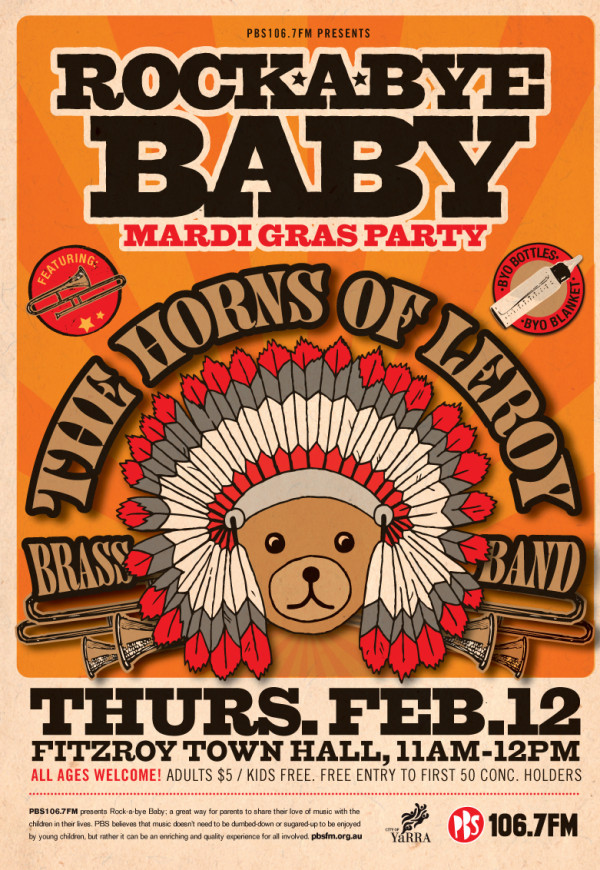 PBS106.7FM PRESENTS
ROCK★A★BYE
BABY
MARDI GRAS PARTY
FEATURING:
·BYO BOTTLES·
·BYO BLANKET·
THE HORNS OF LEROY
BRASS BAND
THURS. FEB.12
FITZROY TOWN HALL, 11AM-12PM
ALL AGES WELCOME! ADULTS $5 / KIDS FREE. FREE ENTRY TO FIRST 50 CONC. HOLDERS
PBS106.7FM presents Rock-a-bye Baby; a great way for parents to share their love of music with the
children in their lives. PBS believes that music doesn't need to be dumbed-down or sugared-up to be enjoyed
by young children, but rather it can be an enriching and quality experience for all involved. pbsfm.org.au
CITY OF
YaRRA
PBS 106.7FM